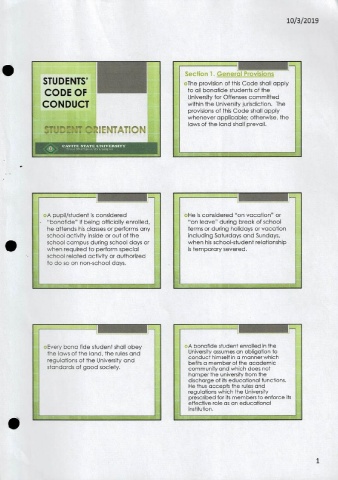 10/3/2019
STUDENTS'
CODE OF
CONDUCT
STUDENT ORIENTATION
CAVITE STATE UNIVERSITY
Section 1. General Provisions
The provision of this Code shall apply
to all bonafide students of the
University for Offenses committed
within the University jurisdiction. The
provisions of this Code shall apply
whenever applicable; otherwise, the
laws of the land shall prevail.
A pupil/student is considered
"bonafide" if being officially enrolled,
he attends his classes or performs any
school activity inside or out of the
school campus during school days or
when required to perform special
school related activity or authorized
to do so on non-school days.
He is considered "on vacation" or
"on leave" during break of school
terms or during holidays or vacation
including Saturdays and Sundays,
when his school-student relationship
is temporary severed.
Every bona fide student shall obey
the laws of the land, the rules and
regulations of the University and
standards of good society.
A bonafide student enrolled in the
University assumes an obligation to
conduct himself in a manner which
befits a member of the academic
community and which does not
hamper the university from the
discharge of its educational functions.
He thus accepts the rules and
regulations which the University
prescribed for its members to enforce its
effective role as an educational
institution.
1